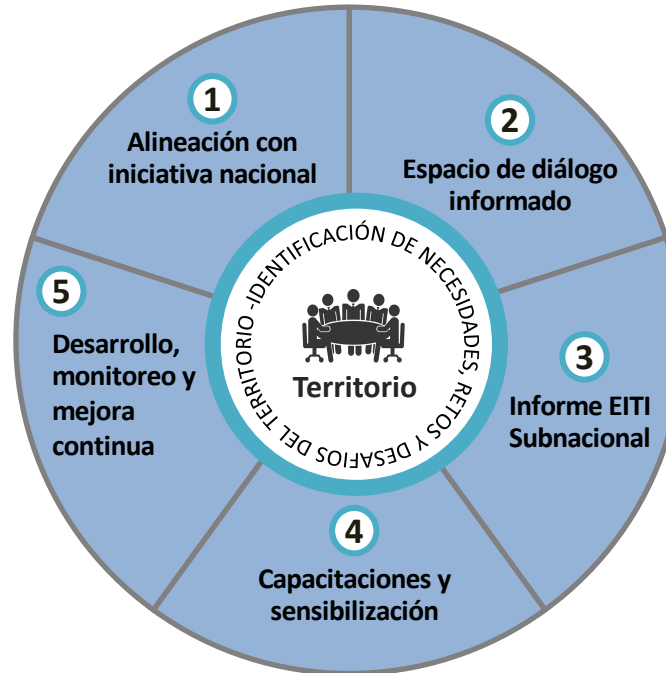 1
Alineación con
iniciativa nacional
2
Espacio de diálogo
informado
3
Informe EITI
Subnacional
4
Capacitaciones y
sensibilización
5
Desarrollo,
monitoreo y
mejora
continua
IDENTIFICACIÓN DE NECESIDADES, RETOS Y DESAFIOS DEL TERRITORIO -
Territorio